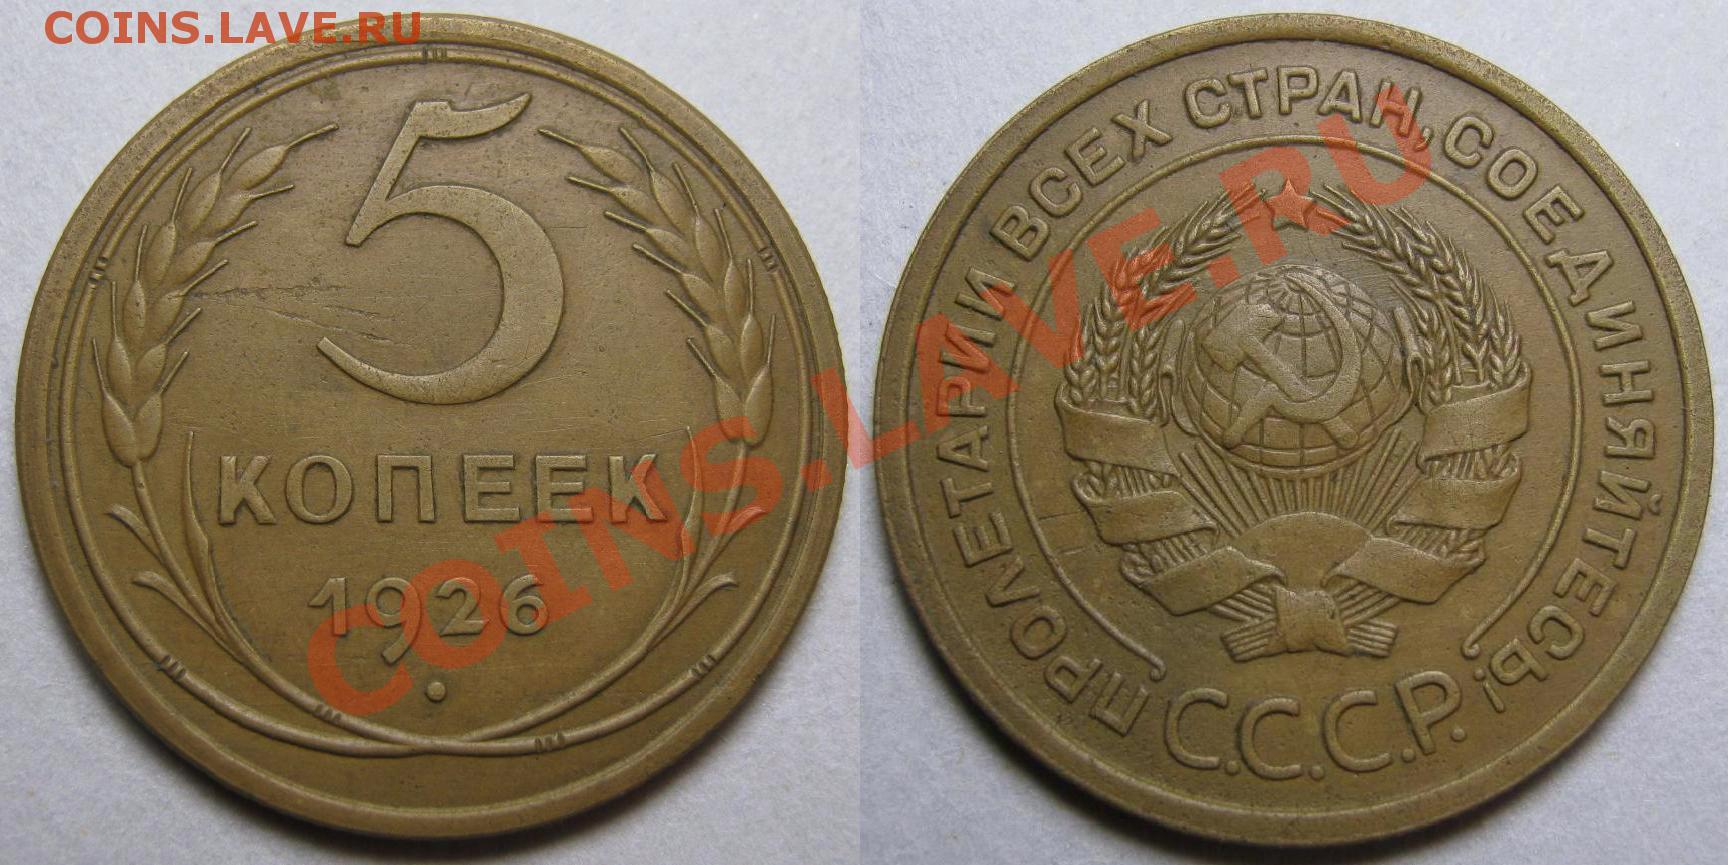 COINS.LAVE.RU
5
КОПЕЕК
1926
ПРОЛЕТАРИИ ВСЕХ СТРАН, СОЕДИНЯЙТЕСЬ!
С.С.С.Р.
COINS.LAVE.RU